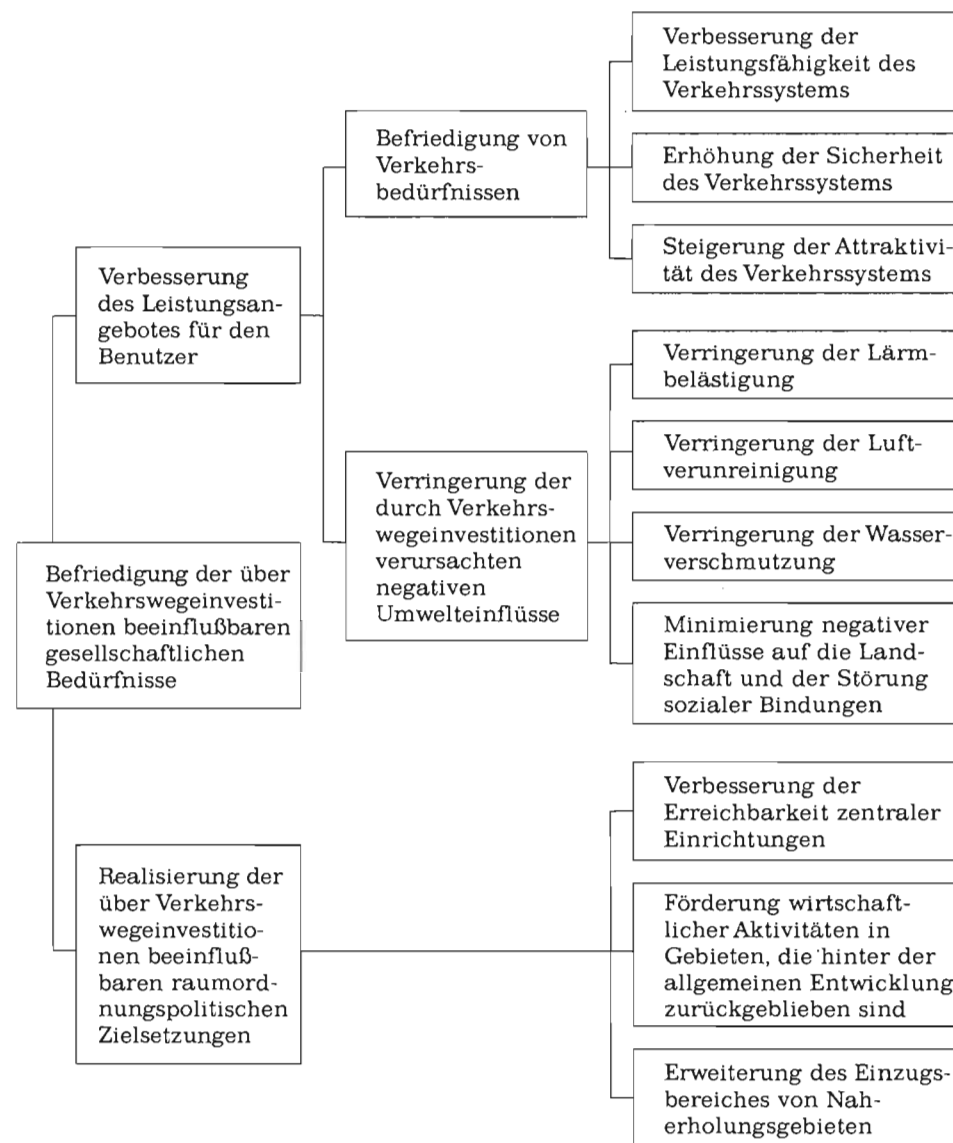 Befriedigung der über
Verkehrswegeinvesti-
tionen beeinflußbaren
gesellschaftlichen
Bedürfnisse
Verbesserung
des Leistungsan-
gebotes für den
Benutzer
Befriedigung von
Verkehrs-
bedürfnissen
Verbesserung der
Leistungsfähigkeit des
Verkehrssystems
Erhöhung der Sicherheit
des Verkehrssystems
Steigerung der Attraktivi-
tät des Verkehrssystems
Verringerung der
durch Verkehrs-
wegeinvestitionen
verursachten
negativen
Umwelteinflüsse
Verringerung der Lärm-
belästigung
Verringerung der Luft-
verunreinigung
Verringerung der Wasser-
verschmutzung
Minimierung negativer
Einflüsse auf die Land-
schaft und der Störung
sozialer Bindungen
Realisierung der
über Verkehrs-
wegeinvestitio-
nen beeinfluß-
baren raumord-
nungspolitischen
Zielsetzungen
Verbesserung der
Erreichbarkeit zentraler
Einrichtungen
Förderung wirtschaft-
licher Aktivitäten in
Gebieten, die hinter der
allgemeinen Entwicklung
zurückgeblieben sind
Erweiterung des Einzugs-
bereiches von Nah-
erholungsgebieten